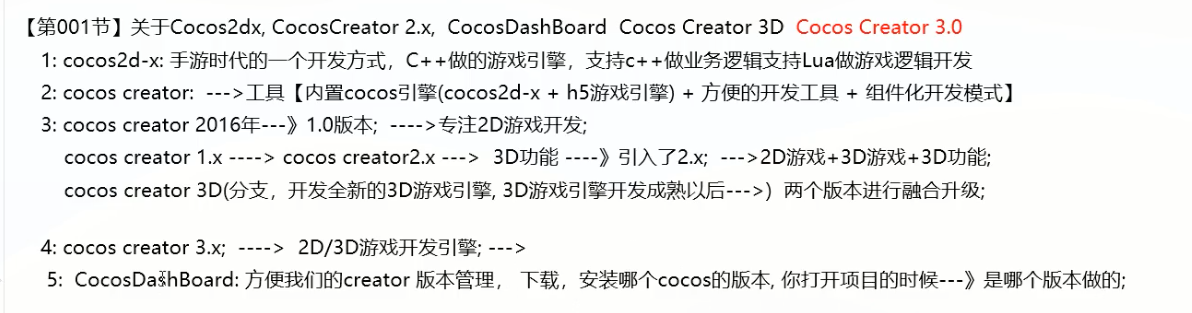 【第001节】关于Cocos2dx, CocosCreator 2.x, CocosDashBoard Cocos Creator 3D Cocos Creator 3.0
1: cocos2d-x: 手游时代的一个开发方式，C++做的游戏引擎，支持c++做业务逻辑支持Lua做游戏逻辑开发
2: cocos creator: --->工具【内置cocos引擎(cocos2d-x + h5游戏引擎) + 方便的开发工具 + 组件化开发模式】
3: cocos creator 2016年---》1.0版本; ---->专注2D游戏开发;
cocos creator 1.x ----> cocos creator2.x ---> 3D功能 ----》引入了2.x; --->2D游戏+3D游戏+3D功能;
cocos creator 3D(分支，开发全新的3D游戏引擎, 3D游戏引擎开发成熟以后--->) 两个版本进行融合升级;
4: cocos creator 3.x; ----> 2D/3D游戏开发引擎; --->
5: CocosDashBoard: 方便我们的creator 版本管理， 下载，安装哪个cocos的版本, 你打开项目的时候---》是哪个版本做的;